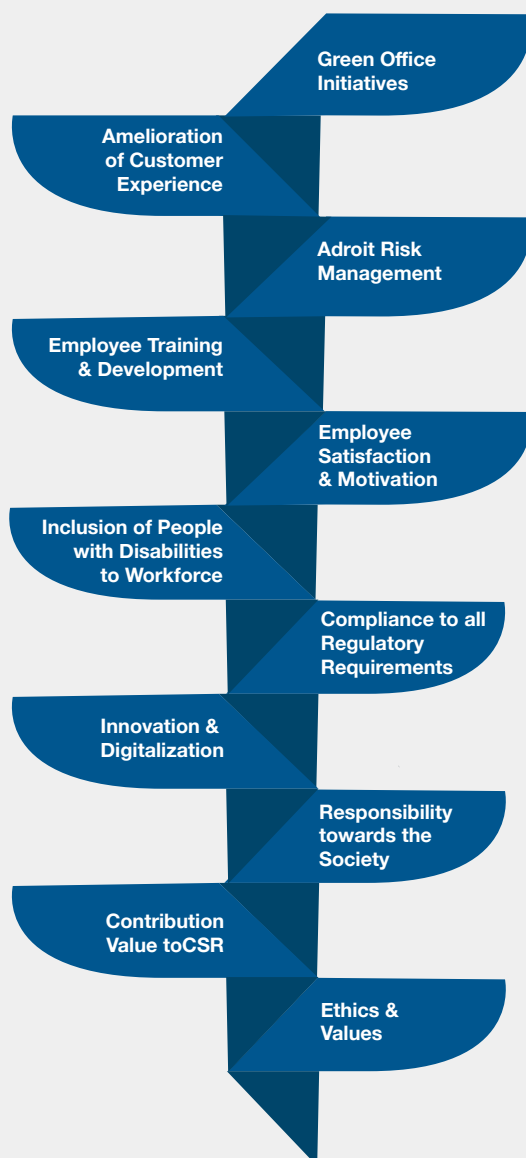 Green Office
Initiatives
Amelioration
of Customer
Experience
Adroit Risk
Management
Employee Training
& Development
Employee
Satisfaction
& Motivation
Inclusion of People
with Disabilities
to Workforce
Compliance to all
Regulatory
Requirements
Innovation &
Digitalization
Responsibility
towards the
Society
Contribution
Value toCSR
Ethics &
Values